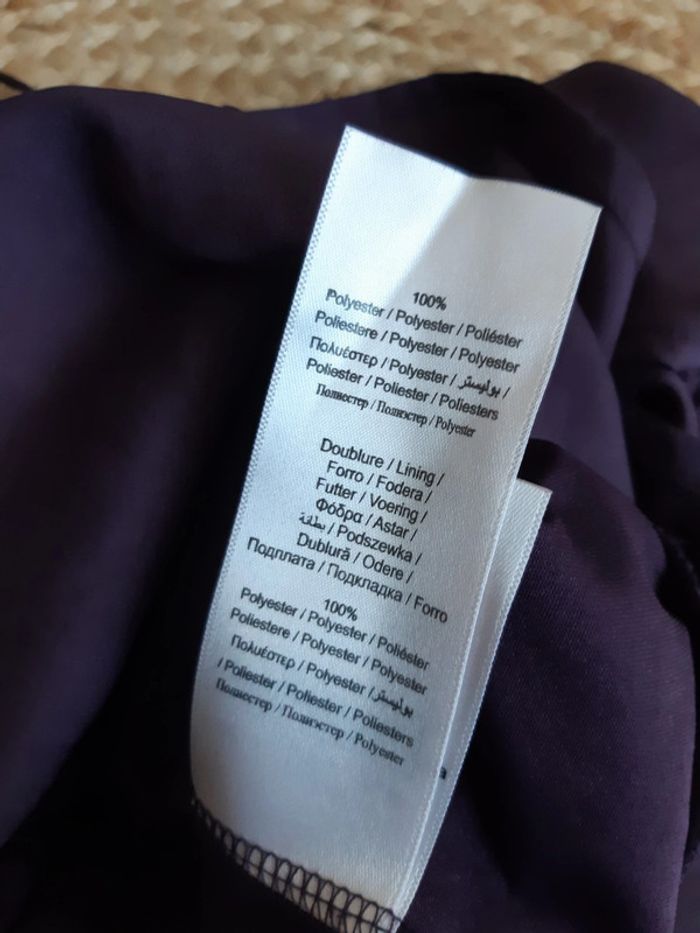 100%
Polyester / Polyester / Poliéster
Poliestere / Polyester / Polyester
Πολυέστερ / Polyester / بوليستر /
Poliester / Poliester / Poliesters
Полиестер / Полиэстер / Polyester
Doublure / Lining /
Forro / Fodera /
Futter / Voering /
Φόδρα / Astar /
بطانة / Podszewka /
Dublură / Odere /
Подплата / Подкладка / Forro
100%
Polyester / Polyester / Poliéster
Poliestere / Polyester / Polyester
Πολυέστερ / Polyester / بوليستر
/ Poliester / Poliester / Poliesters
Полиестер / Полиэстер / Polyester
a